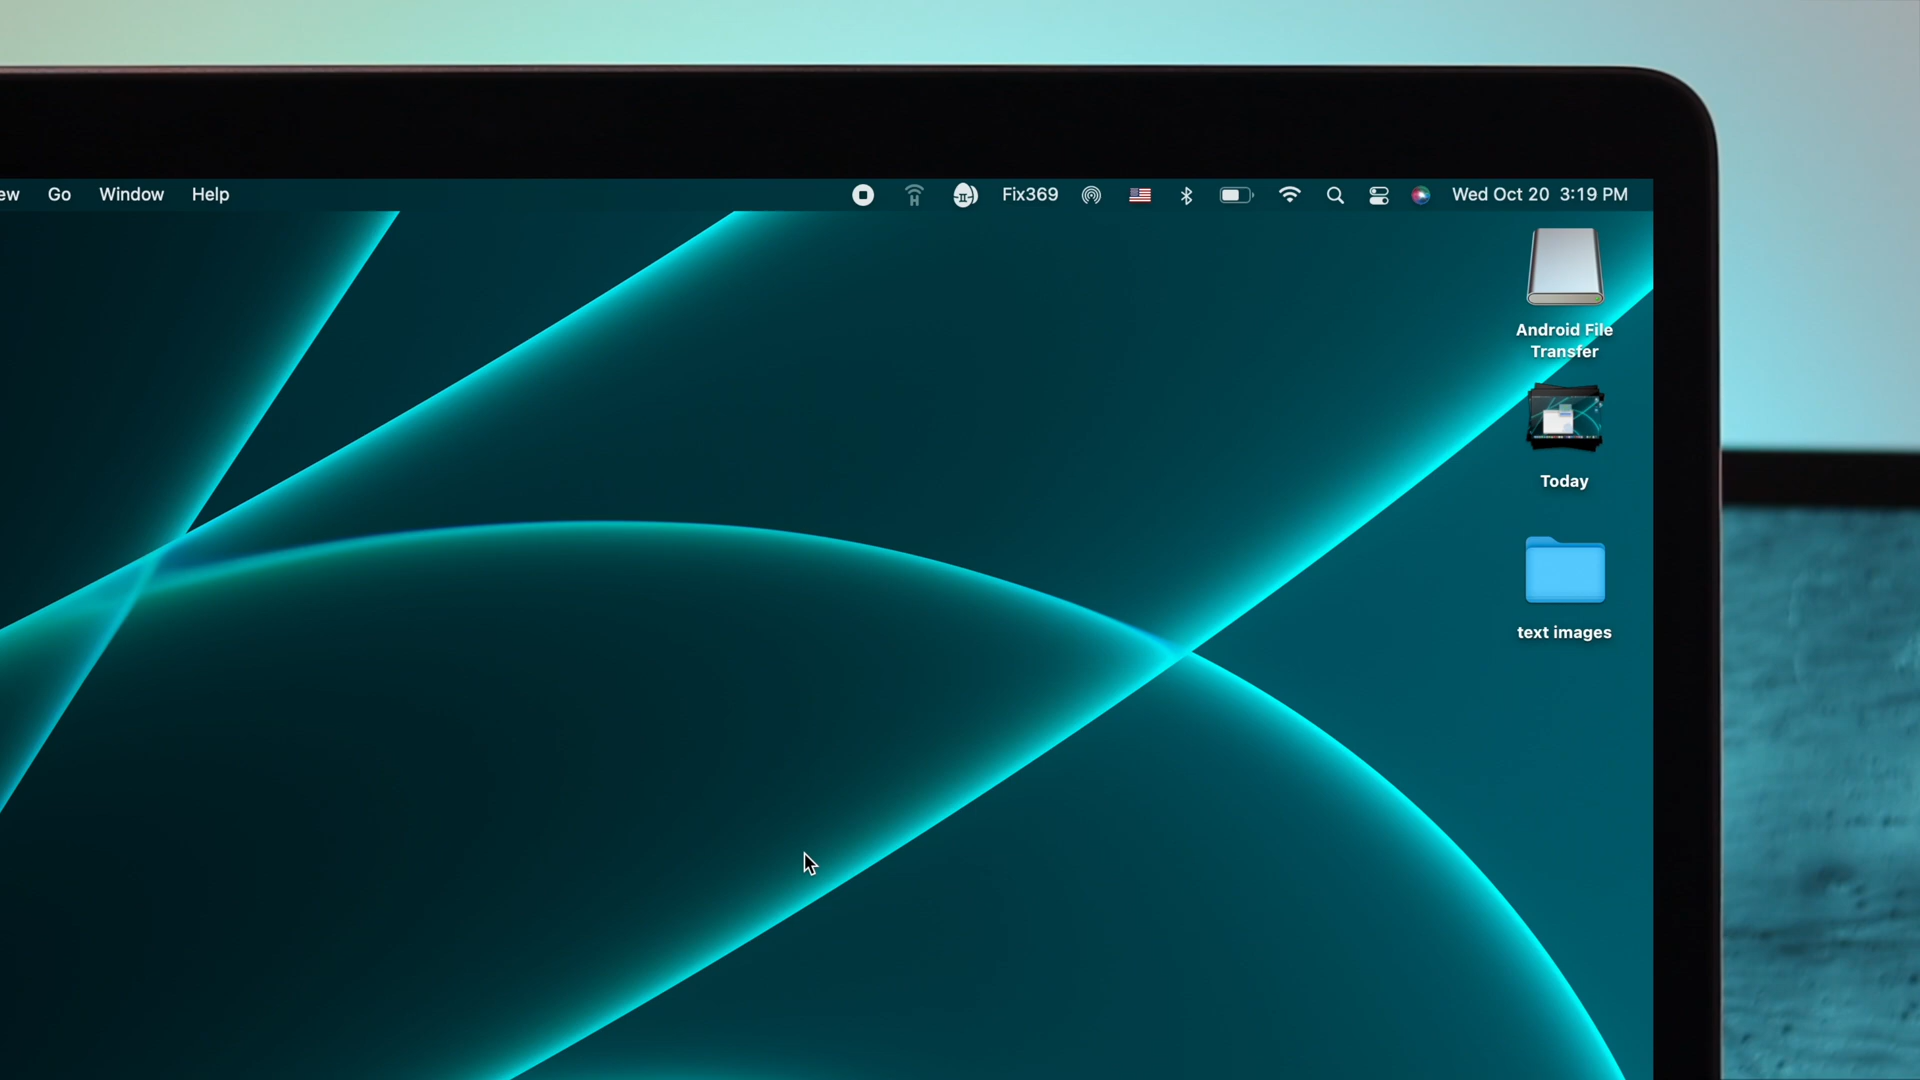 ew Go Window Help Fix369 Wed Oct 20 3:19 PM
Android File
Transfer
Today
text images